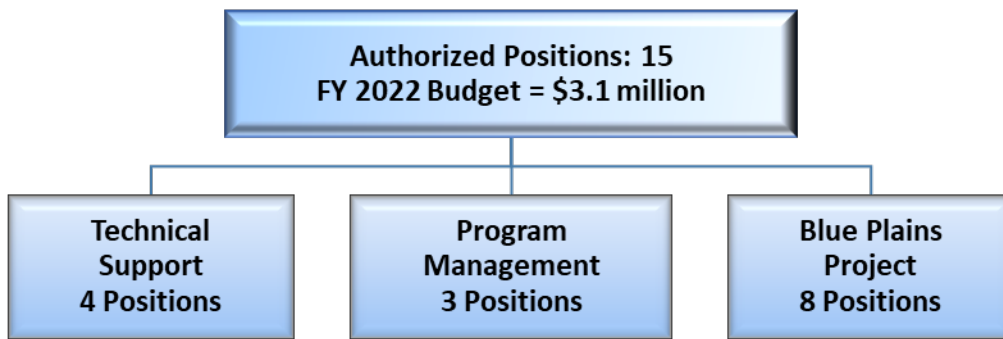 Authorized Positions: 15
FY 2022 Budget = $3.1 million
Technical
Support
4 Positions
Program
Management
3 Positions
Blue Plains
Project
8 Positions